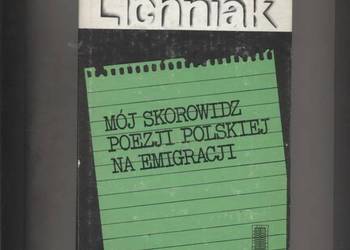 Lichniak
MÓJ SKOROWIDZ
POEZJI POLSKIEJ
NA EMIGRACJI